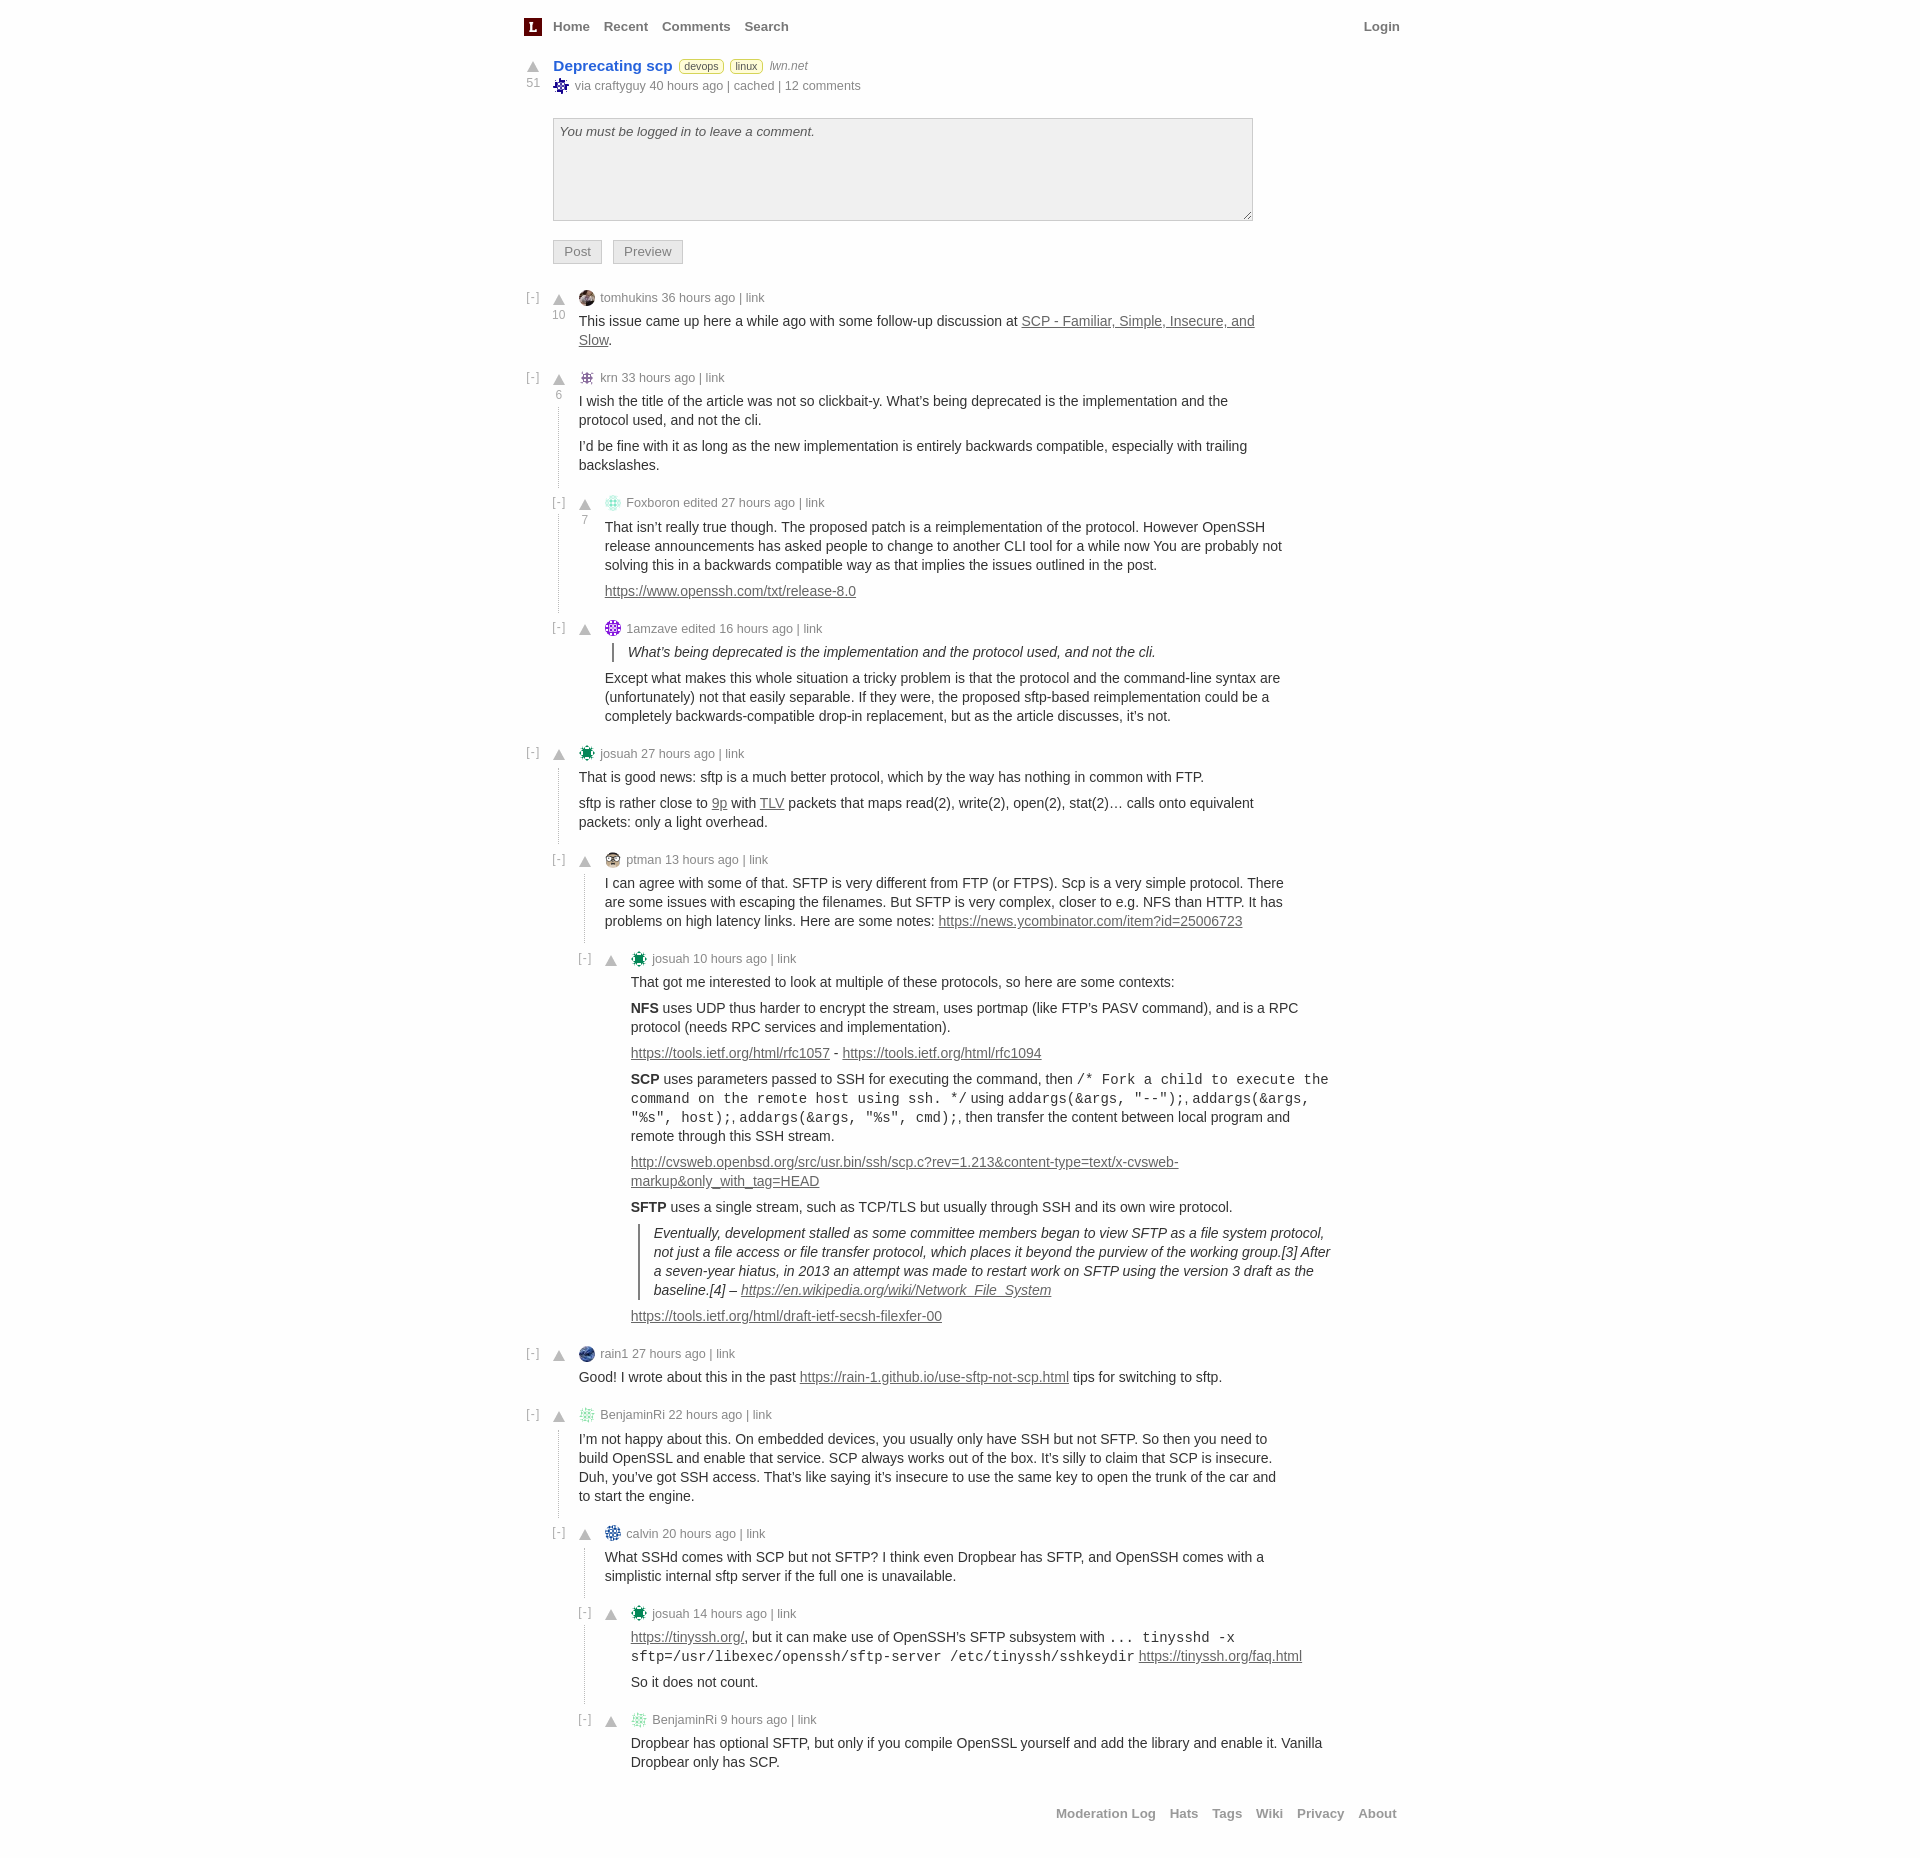 L Home Recent Comments Search Login
Deprecating scp devops linux lwn.net
51
via craftyguy 40 hours ago | cached | 12 comments
You must be logged in to leave a comment.
Post Preview
[-] tomhukins 36 hours ago | link
10
This issue came up here a while ago with some follow-up discussion at SCP - Familiar, Simple, Insecure, and
Slow.
[-] krn 33 hours ago | link
6
I wish the title of the article was not so clickbait-y. What’s being deprecated is the implementation and the
protocol used, and not the cli.
I’d be fine with it as long as the new implementation is entirely backwards compatible, especially with trailing
backslashes.
[-] Foxboron edited 27 hours ago | link
7
That isn’t really true though. The proposed patch is a reimplementation of the protocol. However OpenSSH
release announcements has asked people to change to another CLI tool for a while now You are probably not
solving this in a backwards compatible way as that implies the issues outlined in the post.
https://www.openssh.com/txt/release-8.0
[-] 1amzave edited 16 hours ago | link
What’s being deprecated is the implementation and the protocol used, and not the cli.
Except what makes this whole situation a tricky problem is that the protocol and the command-line syntax are
(unfortunately) not that easily separable. If they were, the proposed sftp-based reimplementation could be a
completely backwards-compatible drop-in replacement, but as the article discusses, it’s not.
[-] josuah 27 hours ago | link
That is good news: sftp is a much better protocol, which by the way has nothing in common with FTP.
sftp is rather close to 9p with TLV packets that maps read(2), write(2), open(2), stat(2)… calls onto equivalent
packets: only a light overhead.
[-] ptman 13 hours ago | link
I can agree with some of that. SFTP is very different from FTP (or FTPS). Scp is a very simple protocol. There
are some issues with escaping the filenames. But SFTP is very complex, closer to e.g. NFS than HTTP. It has
problems on high latency links. Here are some notes: https://news.ycombinator.com/item?id=25006723
[-] josuah 10 hours ago | link
That got me interested to look at multiple of these protocols, so here are some contexts:
NFS uses UDP thus harder to encrypt the stream, uses portmap (like FTP’s PASV command), and is a RPC
protocol (needs RPC services and implementation).
https://tools.ietf.org/html/rfc1057 - https://tools.ietf.org/html/rfc1094
SCP uses parameters passed to SSH for executing the command, then /* Fork a child to execute the
command on the remote host using ssh. */ using addargs(&args, "--");, addargs(&args,
"%s", host);, addargs(&args, "%s", cmd);, then transfer the content between local program and
remote through this SSH stream.
http://cvsweb.openbsd.org/src/usr.bin/ssh/scp.c?rev=1.213&content-type=text/x-cvsweb-
markup&only_with_tag=HEAD
SFTP uses a single stream, such as TCP/TLS but usually through SSH and its own wire protocol.
Eventually, development stalled as some committee members began to view SFTP as a file system protocol,
not just a file access or file transfer protocol, which places it beyond the purview of the working group.[3] After
a seven-year hiatus, in 2013 an attempt was made to restart work on SFTP using the version 3 draft as the
baseline.[4] – https://en.wikipedia.org/wiki/Network_File_System
https://tools.ietf.org/html/draft-ietf-secsh-filexfer-00
[-] rain1 27 hours ago | link
Good! I wrote about this in the past https://rain-1.github.io/use-sftp-not-scp.html tips for switching to sftp.
[-] BenjaminRi 22 hours ago | link
I’m not happy about this. On embedded devices, you usually only have SSH but not SFTP. So then you need to
build OpenSSL and enable that service. SCP always works out of the box. It’s silly to claim that SCP is insecure.
Duh, you’ve got SSH access. That’s like saying it’s insecure to use the same key to open the trunk of the car and
to start the engine.
[-] calvin 20 hours ago | link
What SSHd comes with SCP but not SFTP? I think even Dropbear has SFTP, and OpenSSH comes with a
simplistic internal sftp server if the full one is unavailable.
[-] josuah 14 hours ago | link
https://tinyssh.org/, but it can make use of OpenSSH’s SFTP subsystem with ... tinysshd -x
sftp=/usr/libexec/openssh/sftp-server /etc/tinyssh/sshkeydir https://tinyssh.org/faq.html
So it does not count.
[-] BenjaminRi 9 hours ago | link
Dropbear has optional SFTP, but only if you compile OpenSSL yourself and add the library and enable it. Vanilla
Dropbear only has SCP.
Moderation Log Hats Tags Wiki Privacy About